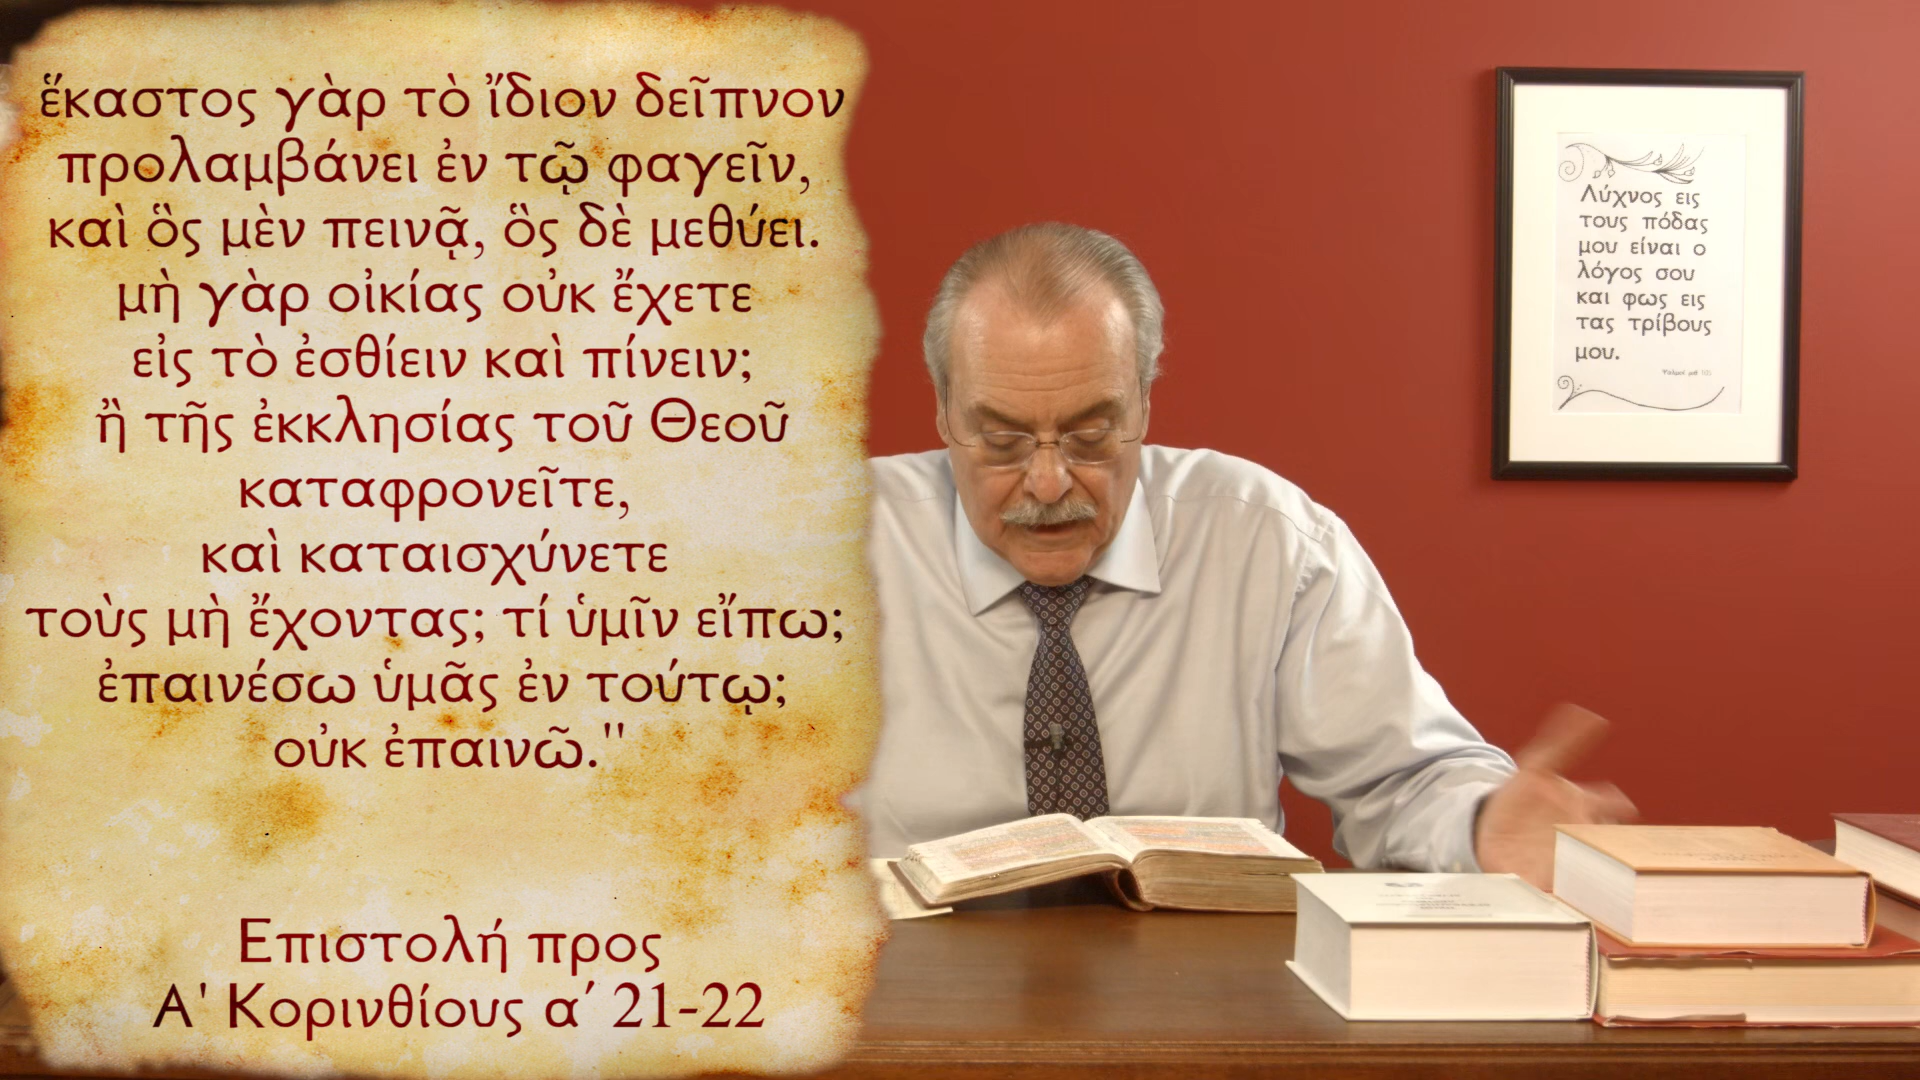 ἕκαστος γὰρ τὸ ἴδιον δεῖπνον
προλαμβάνει ἐν τῷ φαγεῖν,
καὶ ὃς μὲν πεινᾷ, ὃς δὲ μεθύει.
μὴ γὰρ οἰκίας οὐκ ἔχετε
εἰς τὸ ἐσθίειν καὶ πίνειν;
ἢ τῆς ἐκκλησίας τοῦ Θεοῦ
καταφρονεῖτε,
καὶ καταισχύνετε
τοὺς μὴ ἔχοντας; τί ὑμῖν εἴπω;
ἐπαινέσω ὑμᾶς ἐν τούτῳ;
οὐκ ἐπαινῶ."
Επιστολή προς
Α' Κορινθίους α΄ 21-22
Λύχνος εις
τους πόδας
μου είναι ο
λόγος σου
και φως εις
τας τρίβους
μου.